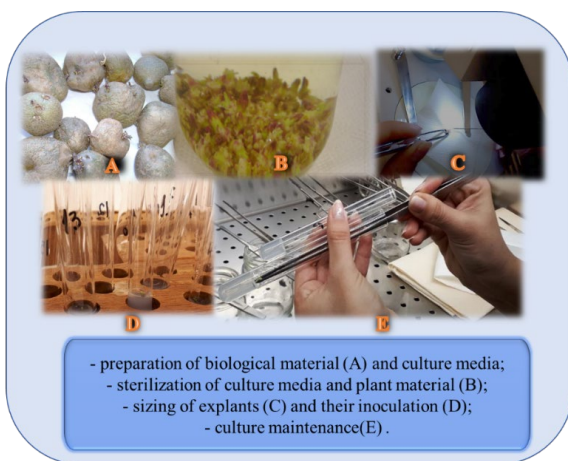 A
B
C
D
E
- preparation of biological material (A) and culture media;
- sterilization of culture media and plant material (B);
- sizing of explants (C) and their inoculation (D);
- culture maintenance(E) .